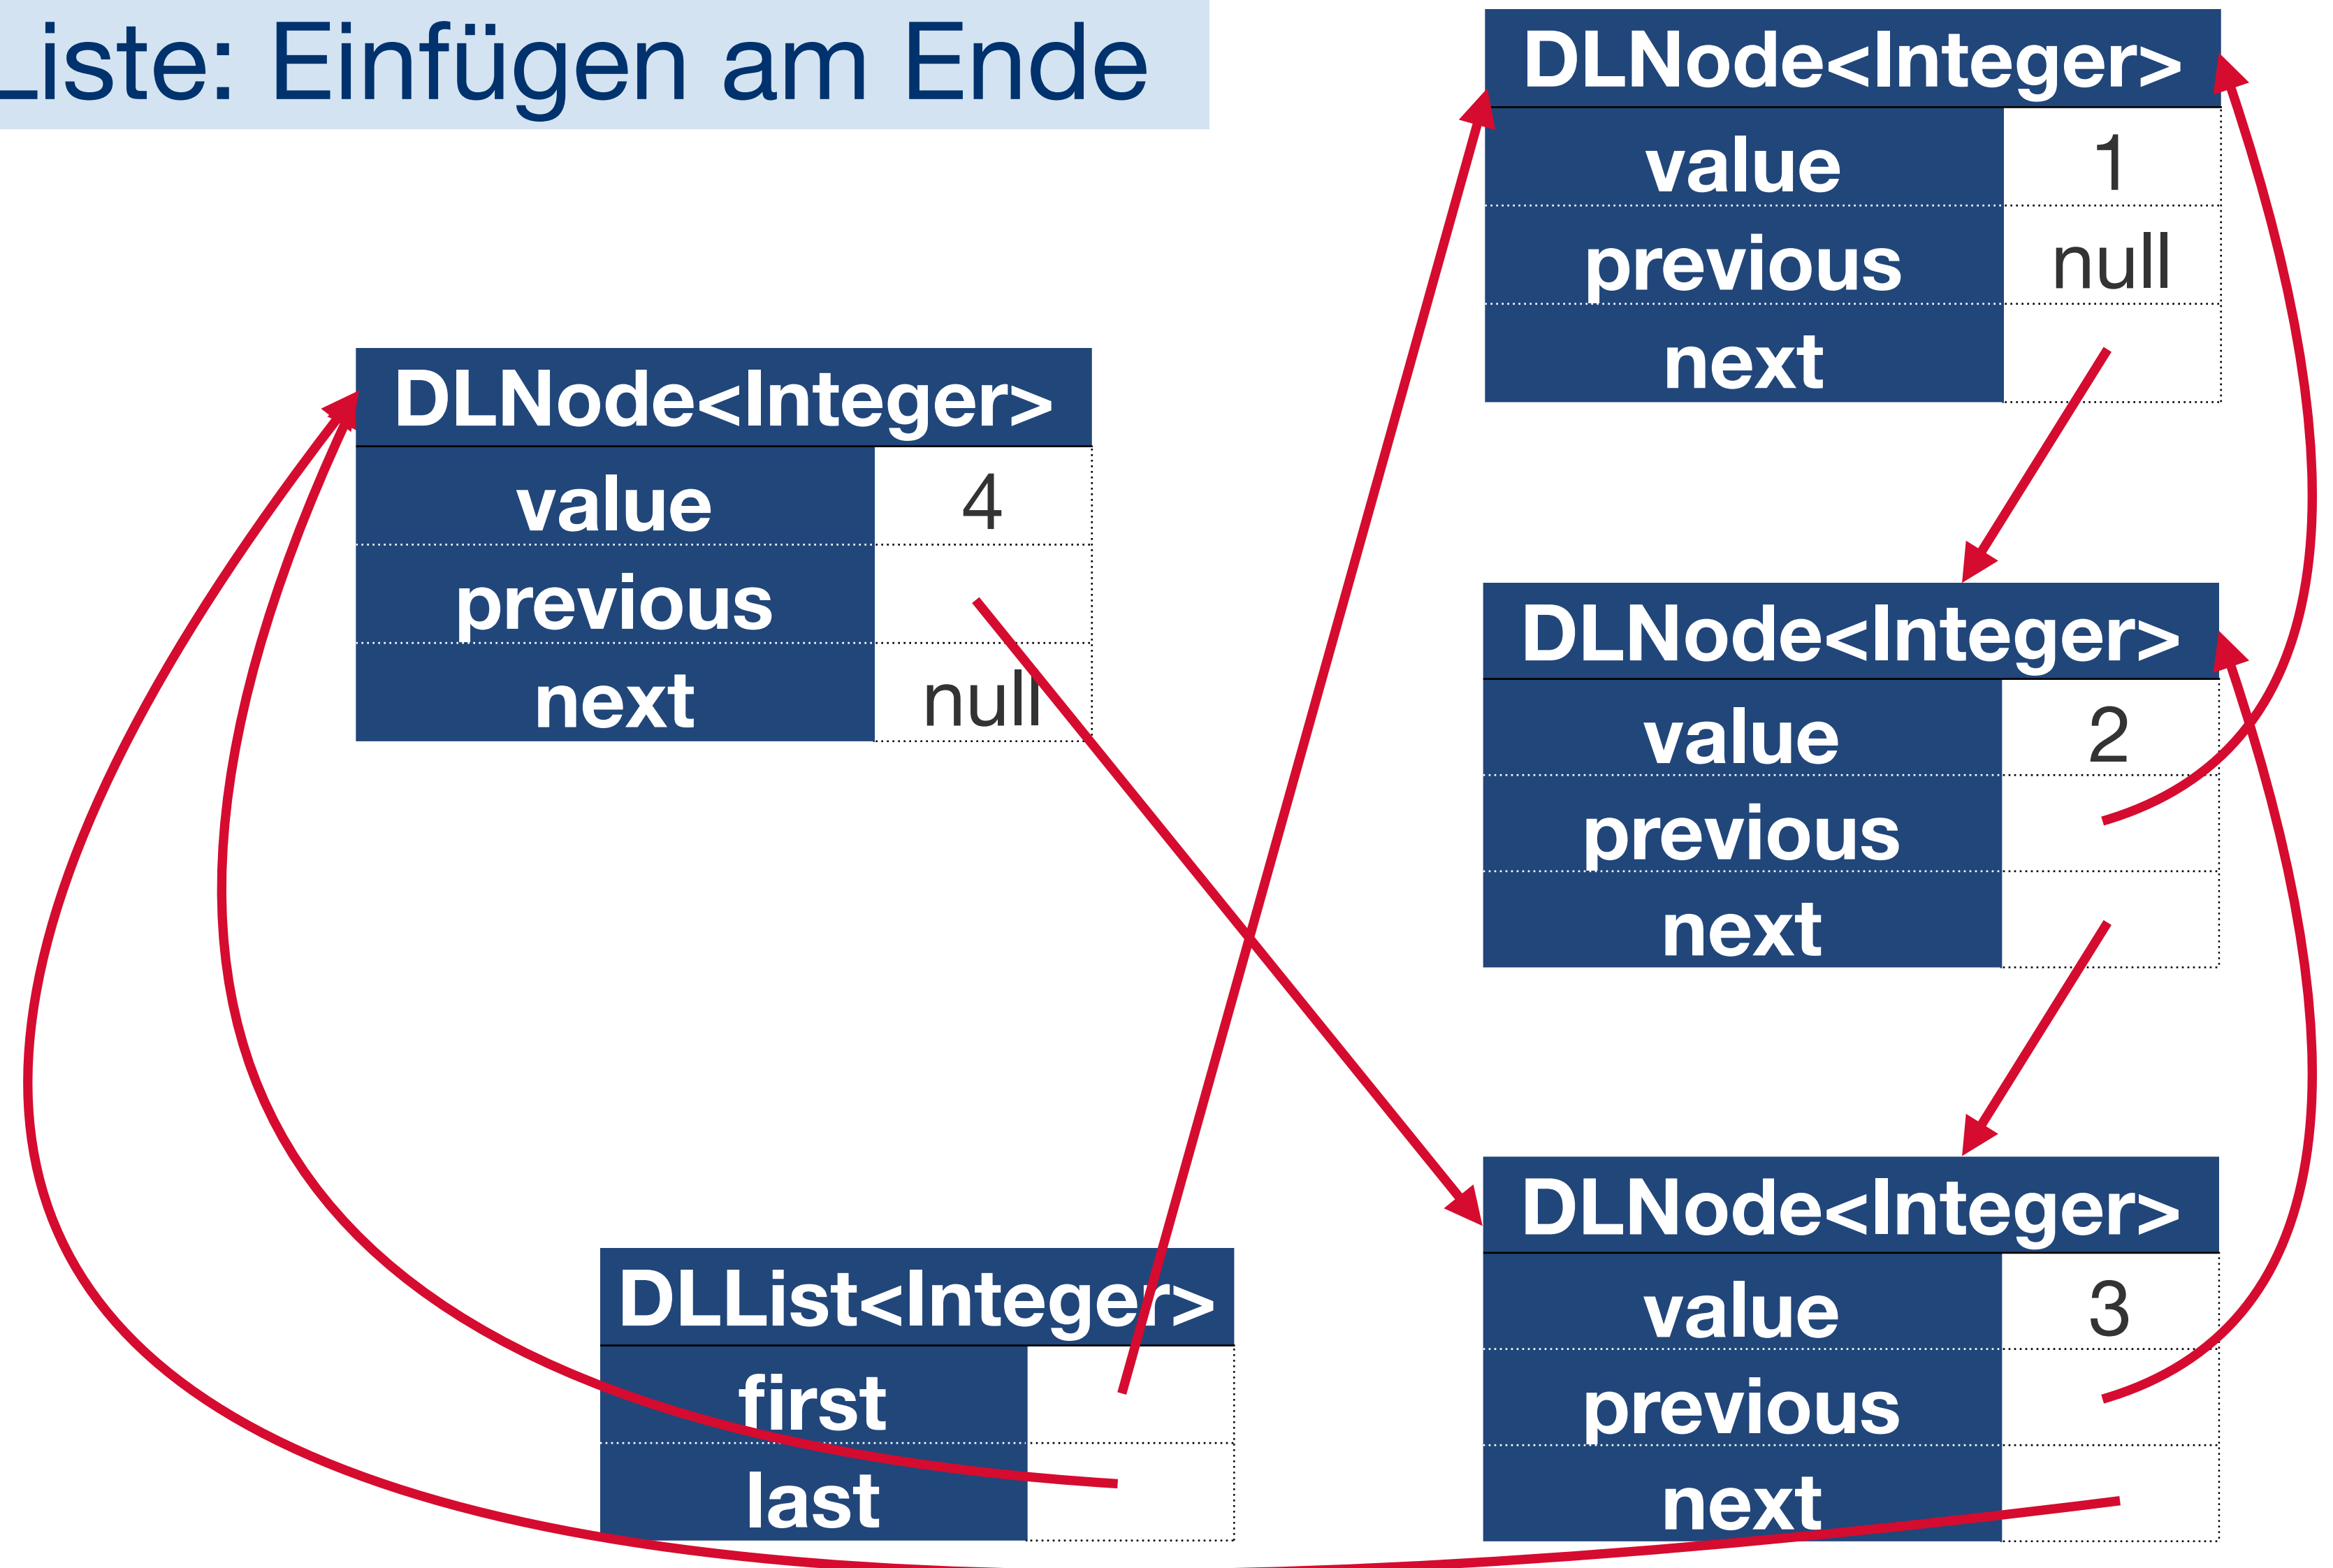 Liste: Einfügen am Ende
DLNode<Integer>
value 1
previous null
next
DLNode<Integer>
value 4
previous
next null
DLNode<Integer>
value 2
previous
next
DLNode<Integer>
value 3
previous
next
DLList<Integer>
first
last